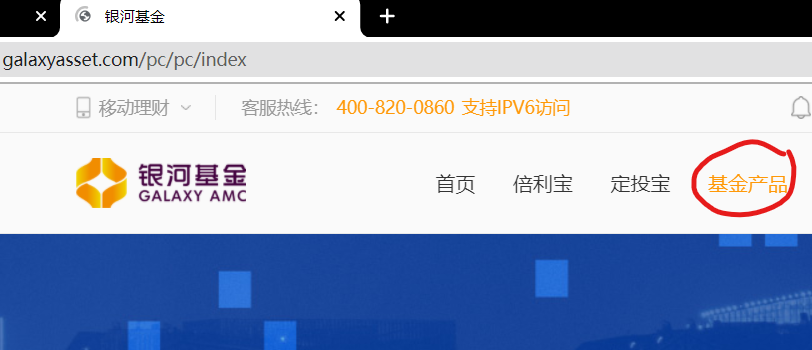 银河基金
galaxyasset.com/pc/pc/index
移动理财 客服热线： 400-820-0860 支持IPV6访问
银河基金
GALAXY AMC
首页 倍利宝 定投宝 基金产品